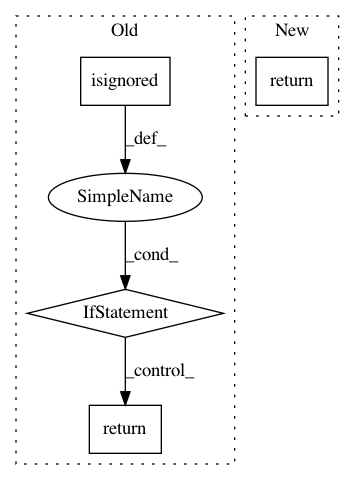 Old
New
isignored
return
_def_
SimpleName
_cond_
IfStatement
_control_
return